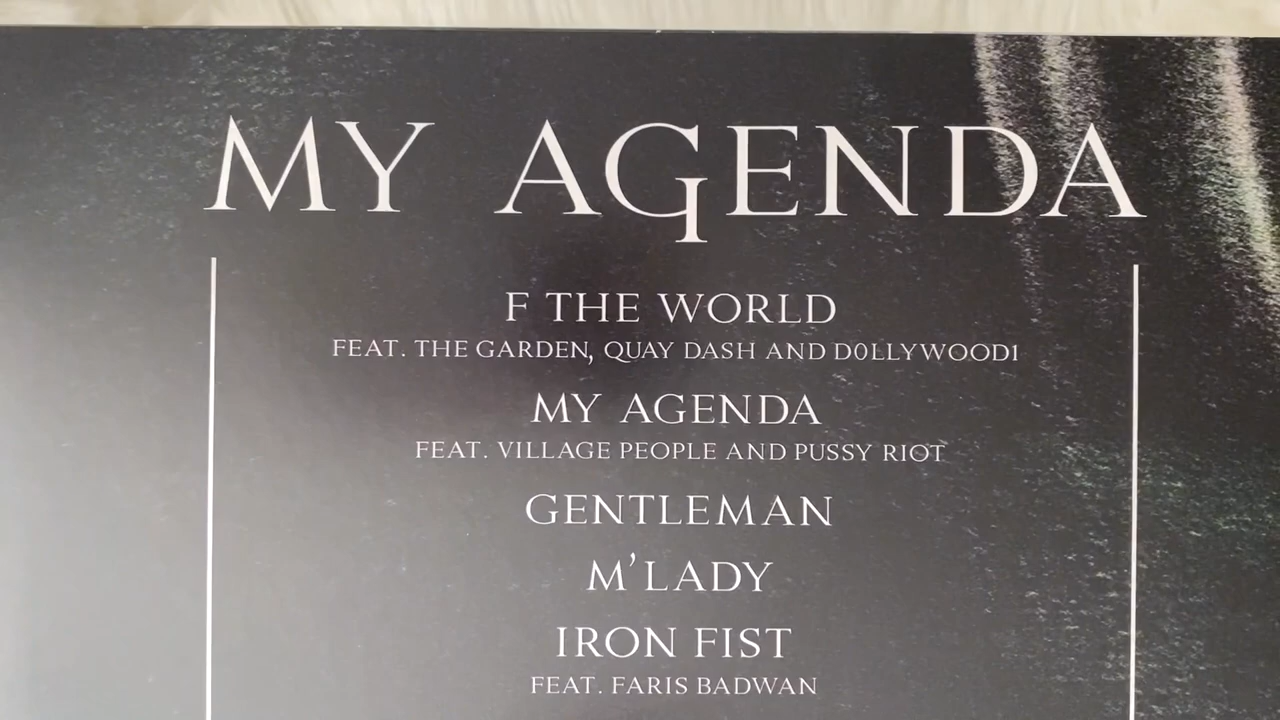 MY AGENDA
F THE WORLD
FEAT. THE GARDEN, QUAY DASH AND D0LLYWOOD1
MY AGENDA
FEAT. VILLAGE PEOPLE AND PUSSY RIOT
GENTLEMAN
M'LADY
IRON FIST
FEAT. FARIS BADWAN